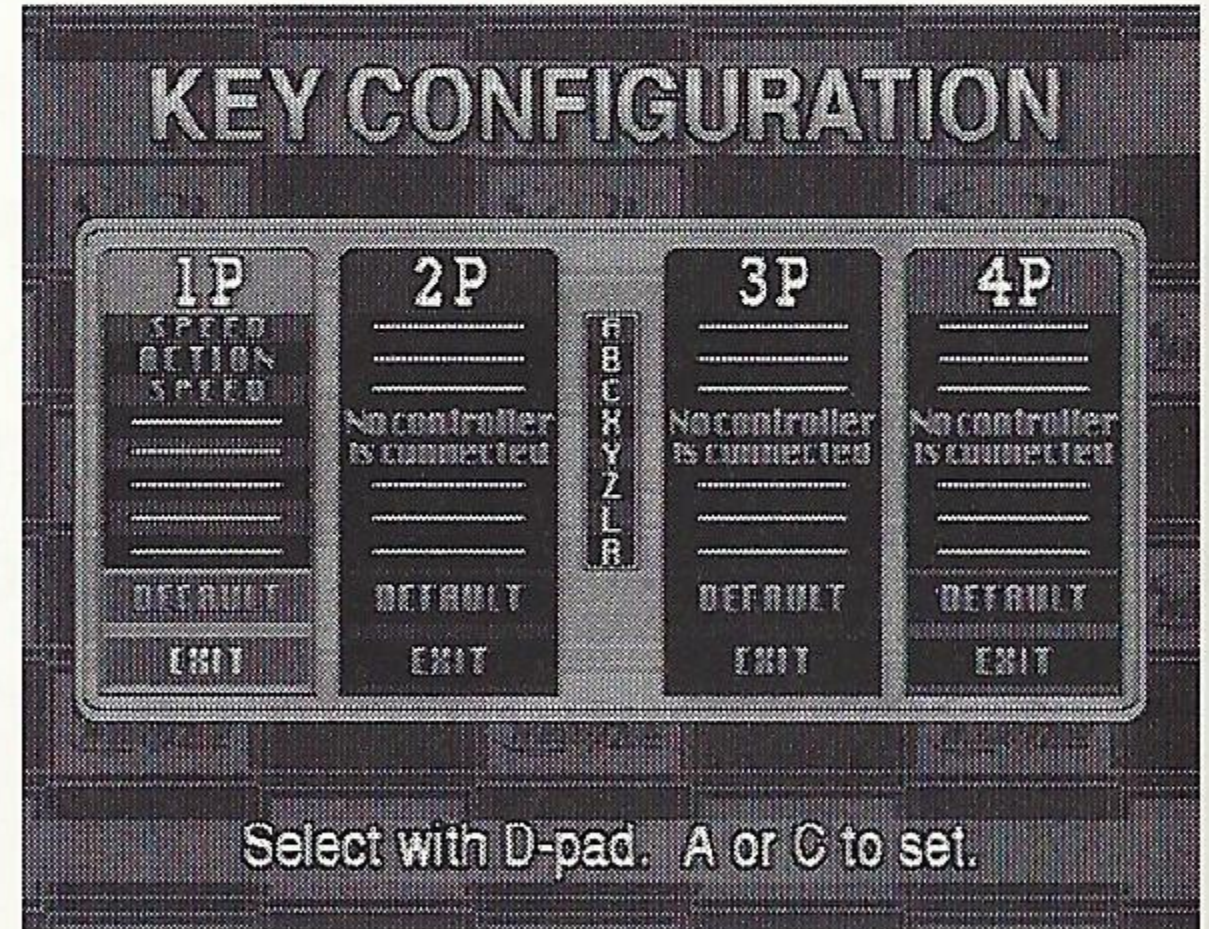 KEY CONFIGURATION
1P
SPEED
ACTION
SPEED
DEFAULT
EXIT
2P
No controller
is connected
DEFAULT
EXIT
A
B
C
X
Y
Z
L
R
3P
No controller
is connected
DEFAULT
EXIT
4P
No controller
is connected
DEFAULT
EXIT
Select with D-pad. A or C to set.